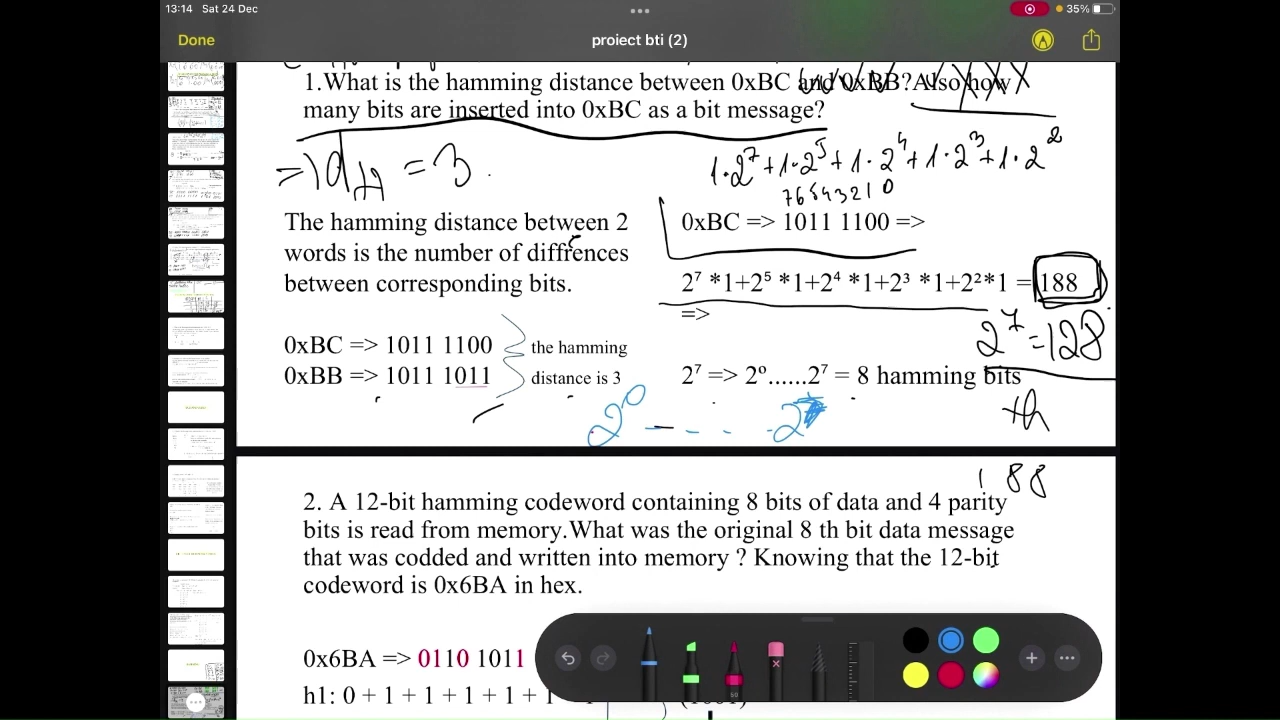 13:14 Sat 24 Dec
35%
Done
proiect bti (2)
1.What is the hamming distance between 0xBC and 0xBB? Also how
many bits are inserted into 0xBC as a bit message?
= 3
1·2⁷+1·2⁵+1·2⁴+1·2³+1·2²
76543210
The hamming distance between 2
words in the number of diffrences
between corresponding bits.
0xBC => 1011 1100 =>
2⁷ *1+2⁵ *1+2⁴ *1+2³ *1+2²*1 = 188
=>
2⁷=128
0xBC => 1011 1100
0xBB => 1011 1011
the hammin
distance is
2⁷ => 2º......2⁷ = 8 hamming bits
2⁰ - - - · 2⁷
th
188
2. A 12-bit hamming codeword containing 8 bits of data and 4 parity
bits is read from memory.What was the original 8 th bit data message
that was codded and written into memory ? Knowing that the 12-bit
codeword is 0x6BA in hex.
0x6BA => 0110 1011
h1: + 1 + 1 + 1 + 1 +
50